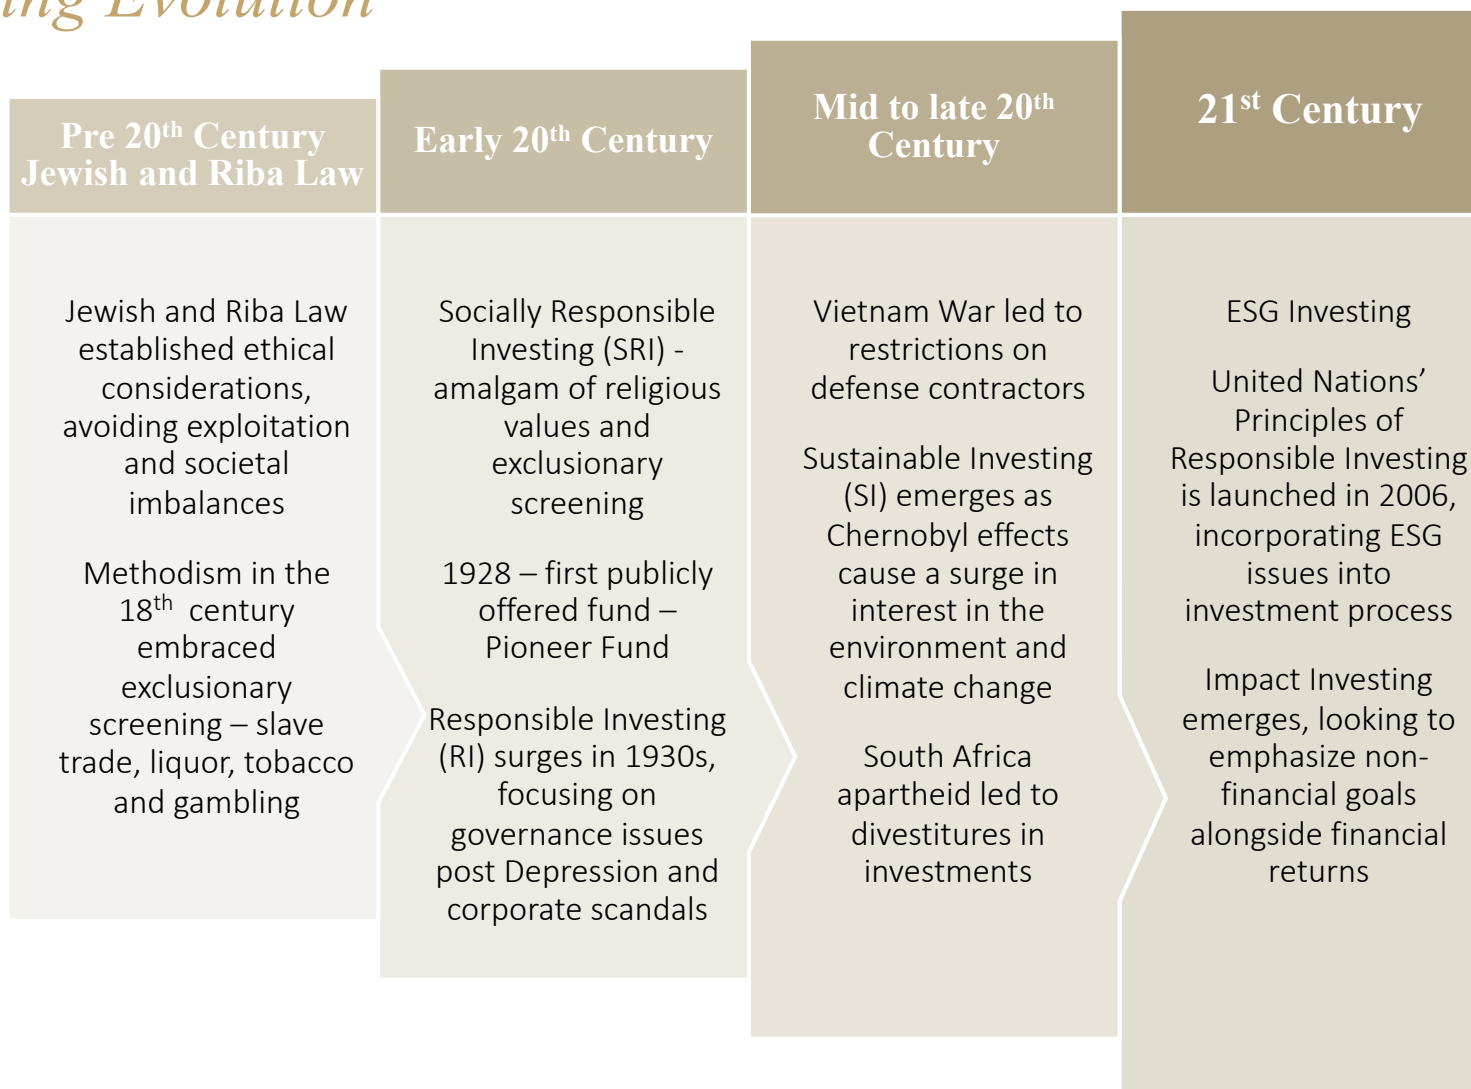 ing Evolution
Pre 20th Century
Jewish and Riba Law
Jewish and Riba Law
established ethical
considerations,
avoiding exploitation
and societal
imbalances
Methodism in the
18th century
embraced
exclusionary
screening – slave
trade, liquor, tobacco
and gambling
Early 20th Century
Socially Responsible
Investing (SRI) -
amalgam of religious
values and
exclusionary
screening
1928 – first publicly
offered fund –
Pioneer Fund
Responsible Investing
(RI) surges in 1930s,
focusing on
governance issues
post Depression and
corporate scandals
Mid to late 20th
Century
Vietnam War led to
restrictions on
defense contractors
Sustainable Investing
(SI) emerges as
Chernobyl effects
cause a surge in
interest in the
environment and
climate change
South Africa
apartheid led to
divestitures in
investments
21st Century
ESG Investing
United Nations’
Principles of
Responsible Investing
is launched in 2006,
incorporating ESG
issues into
investment process
Impact Investing
emerges, looking to
emphasize non-
financial goals
alongside financial
returns